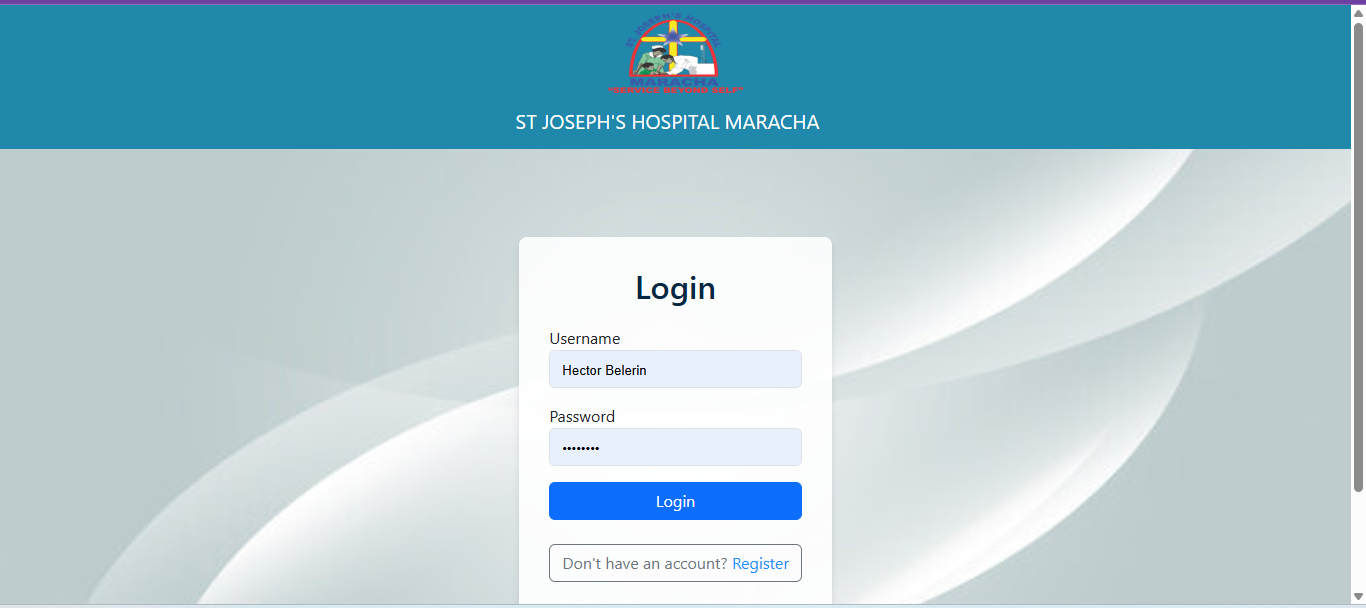 ST JOSEPH'S HOSPITAL
MARACHA
"SERVICE BEYOND SELF"
ST JOSEPH'S HOSPITAL MARACHA
Login
Username
Hector Belerin
Password
••••••••
Login
Don't have an account? Register